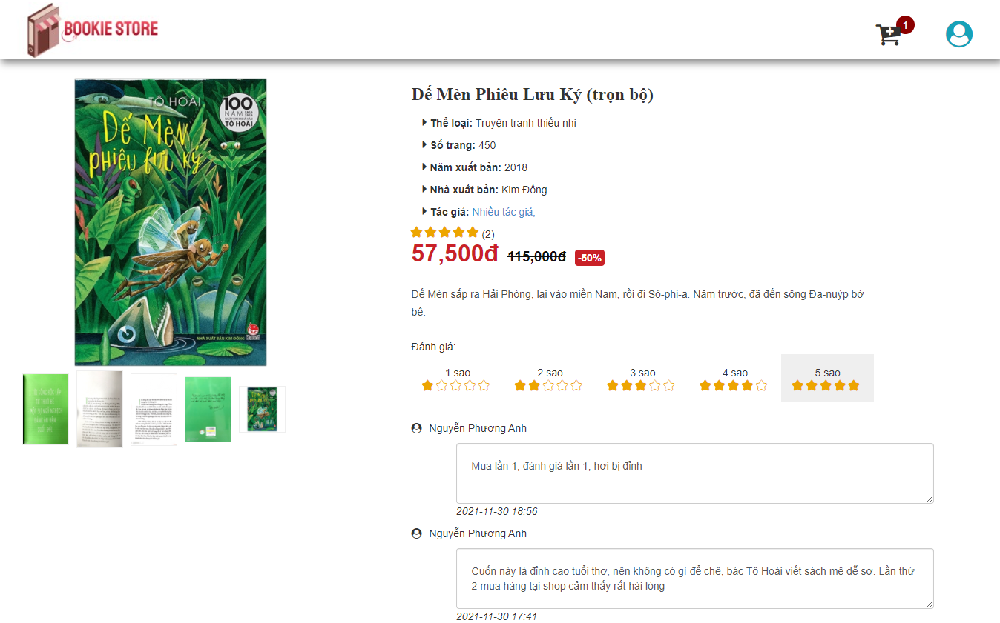 BOOKIE STORE
1
TÔ HOÀI
100
NĂM
TÔ HOÀI
Dế Mèn
phiêu lưu ký
NHÀ XUẤT BẢN KIM ĐỒNG
Dế Mèn Phiêu Lưu Ký (trọn bộ)
Thể loại: Truyện tranh thiếu nhi
Số trang: 450
Năm xuất bản: 2018
Nhà xuất bản: Kim Đồng
Tác giả: Nhiều tác giả,
(2)
57,500đ 115,000đ -50%
Dế Mèn sắp ra Hải Phòng, lại vào miền Nam, rồi đi Sô-phi-a. Năm trước, đã đến sông Đa-nuýp bờ
bê.
Đánh giá:
1 sao 2 sao 3 sao 4 sao 5 sao
Nguyễn Phương Anh
Mua lần 1, đánh giá lần 1, hơi bị đỉnh
2021-11-30 18:56
Nguyễn Phương Anh
Cuốn này là đỉnh cao tuổi thơ, nên không có gì để chê, bác Tô Hoài viết sách mê dễ sợ. Lần thứ
2 mua hàng tại shop cảm thấy rất hài lòng
2021-11-30 17:41